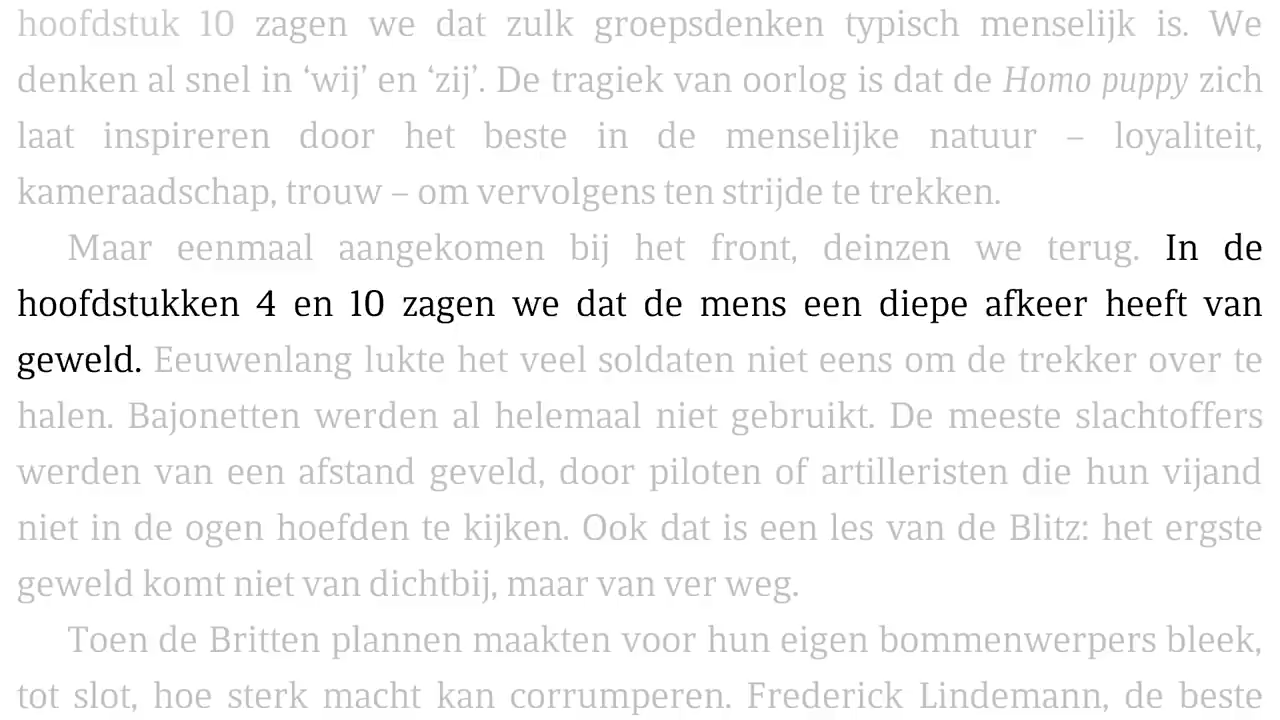 hoofdstuk 10 zagen we dat zulk groepsdenken typisch menselijk is. We
denken al snel in ‘wij’ en ‘zij’. De tragiek van oorlog is dat de Homo puppy zich
laat inspireren door het beste in de menselijke natuur – loyaliteit,
kameraadschap, trouw – om vervolgens ten strijde te trekken.
Maar eenmaal aangekomen bij het front, deinzen we terug. In de
hoofdstukken 4 en 10 zagen we dat de mens een diepe afkeer heeft van
geweld. Eeuwenlang lukte het veel soldaten niet eens om de trekker over te
halen. Bajonetten werden al helemaal niet gebruikt. De meeste slachtoffers
werden van een afstand geveld, door piloten of artilleristen die hun vijand
niet in de ogen hoefden te kijken. Ook dat is een les van de Blitz: het ergste
geweld komt niet van dichtbij, maar van ver weg.
Toen de Britten plannen maakten voor hun eigen bommenwerpers bleek,
tot slot, hoe sterk macht kan corrumperen. Frederick Lindemann, de beste